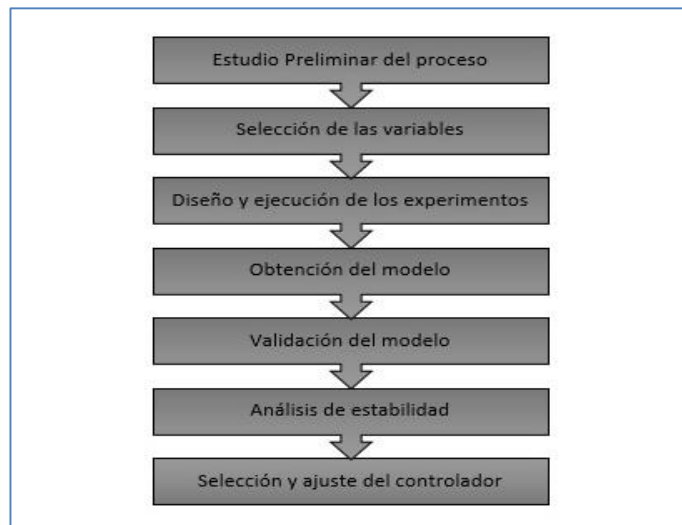 Estudio Preliminar del proceso
Selección de las variables
Diseño y ejecución de los experimentos
Obtención del modelo
Validación del modelo
Análisis de estabilidad
Selección y ajuste del controlador